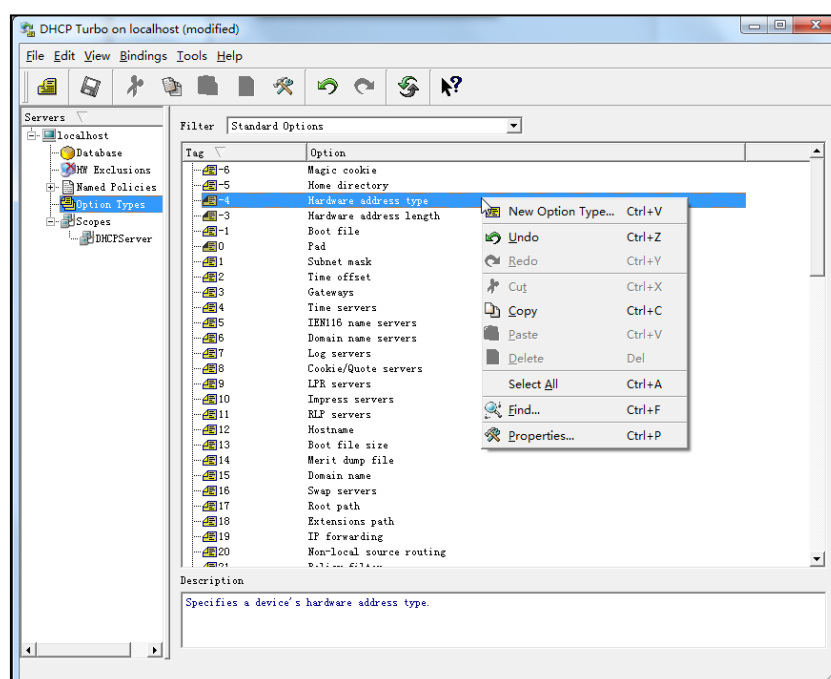 DHCP Turbo on localhost (modified)
File Edit View Bindings Tools Help
Servers
localhost
Database
HW Exclusions
Named Policies
Option Types
Scopes
DHCPServer
Filter Standard Options
Tag Option
-6 Magic cookie
-5 Home directory
-4 Hardware address type
-3 Hardware address length
-1 Boot file
0 Pad
1 Subnet mask
2 Time offset
3 Gateways
4 Time servers
5 IEN116 name servers
6 Domain name servers
7 Log servers
8 Cookie/Quote servers
9 LPR servers
10 Impress servers
11 RLP servers
12 Hostname
13 Boot file size
14 Merit dump file
15 Domain name
16 Swap servers
17 Root path
18 Extensions path
19 IP forwarding
20 Non-local source routing
New Option Type... Ctrl+V
Undo Ctrl+Z
Redo Ctrl+Y
Cut Ctrl+X
Copy Ctrl+C
Paste Ctrl+V
Delete Del
Select All Ctrl+A
Find... Ctrl+F
Properties... Ctrl+P
Description
Specifies a device's hardware address type.